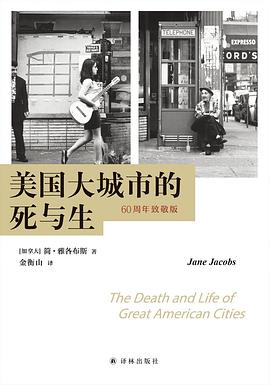 TELEPHONE
EXPRESSO
ORD'S
美国大城市的
死与生
60周年致敬版
[加拿大] 简·雅各布斯 著
金衡山 译
Jane Jacobs
The Death and Life of
Great American Cities
译林出版社